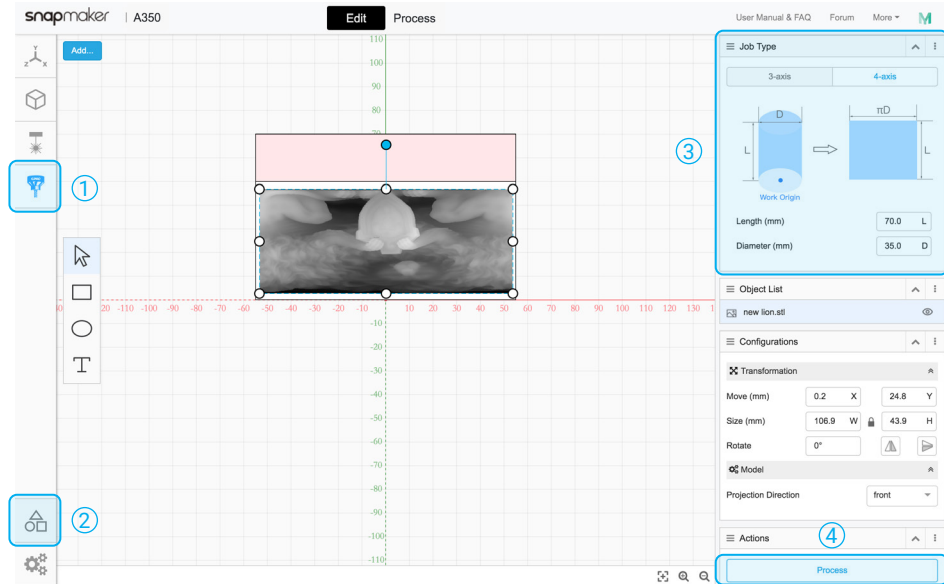 snapmaker | A350
Edit Process
User Manual & FAQ Forum More
Add...
Job Type
3-axis 4-axis
D
πD
L
L
Work Origin
Length (mm) 70.0 L
Diameter (mm) 35.0 D
Object List
new lion.stl
Configurations
Transformation
Move (mm) 0.2 X 24.8 Y
Size (mm) 106.9 W 43.9 H
Rotate 0°
Model
Projection Direction front
Actions
Process
1
2
3
4
T
Y
Z X
110
100
90
80
-120 -110 -100 -90 -80 -70 -60 -50 -40 -30 -20 -10 10 20 30 40 50 60 70 80 90 100 110 120 130
-10
-20
-30
-40
-50
-60
-70
-80
-90
-100
-110